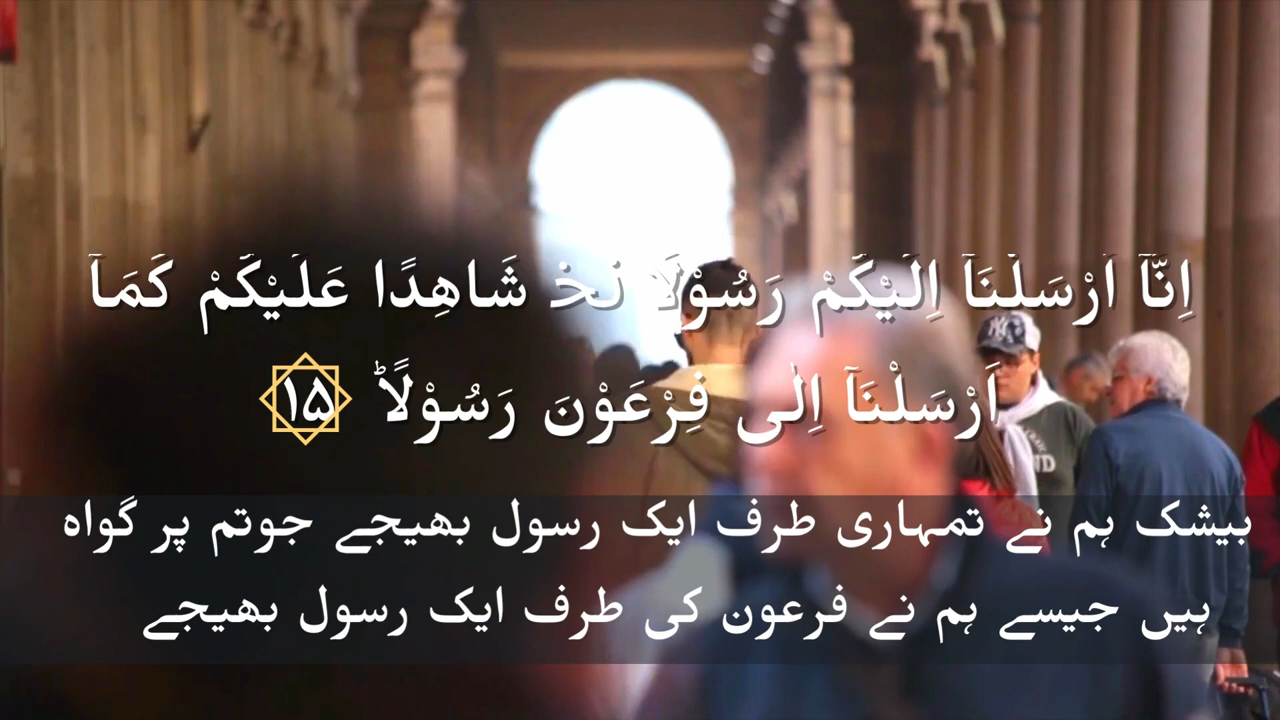 اِنَّاۤ اَرْسَلْنَاۤ اِلَیْكُمْ رَسُوْلًا نَخْ شَاهِدًا عَلَیْكُمْ كَمَاۤ
اَرْسَلْنَاۤ اِلٰى فِرْعَوْنَ رَسُوْلًاؕ ۱۵
بیشک ہم نے تمہاری طرف ایک رسول بھیجے جوتم پر گواہ
ہیں جیسے ہم نے فرعون کی طرف ایک رسول بھیجے